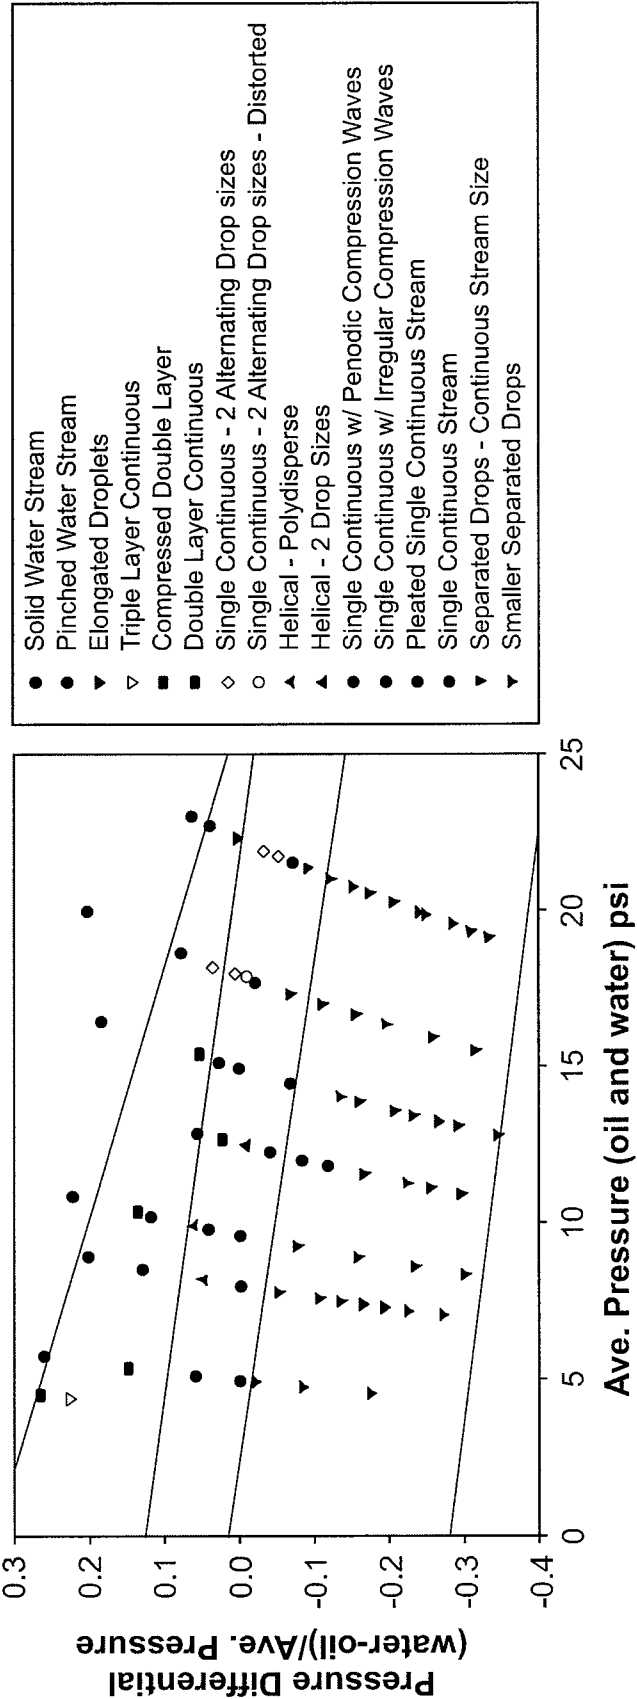 Pressure Differential
(water-oil)/Ave. Pressure
0.3
0.2
0.1
0.0
-0.1
-0.2
-0.3
-0.4
0
5
10
15
20
25
Ave. Pressure (oil and water) psi
Solid Water Stream
Pinched Water Stream
Elongated Droplets
Triple Layer Continuous
Compressed Double Layer
Double Layer Continuous
Single Continuous - 2 Alternating Drop sizes
Single Continuous - 2 Alternating Drop sizes - Distorted
Helical - Polydisperse
Helical - 2 Drop Sizes
Single Continuous w/ Penodic Compression Waves
Single Continuous w/ Irregular Compression Waves
Pleated Single Continuous Stream
Single Continuous Stream
Separated Drops - Continuous Stream Size
Smaller Separated Drops